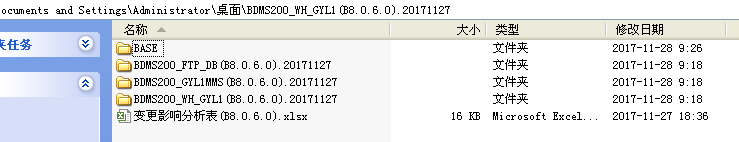 ocuments and Settings\Administrator\桌面\BDMS200_WH_GYL1(B8.0.6.0).20171127
名称 大小 类型 修改日期
夹任务
BASE 文件夹 2017-11-28 9:26
BDMS200_FTP_DB(B8.0.6.0).20171127 文件夹 2017-11-28 9:18
BDMS200_GYL1MMS(B8.0.6.0).20171127 文件夹 2017-11-28 9:18
BDMS200_WH_GYL1(B8.0.6.0).20171127 文件夹 2017-11-28 9:18
变更影响分析表(B8.0.6.0).xlsx 16 KB Microsoft Excel... 2017-11-27 18:36